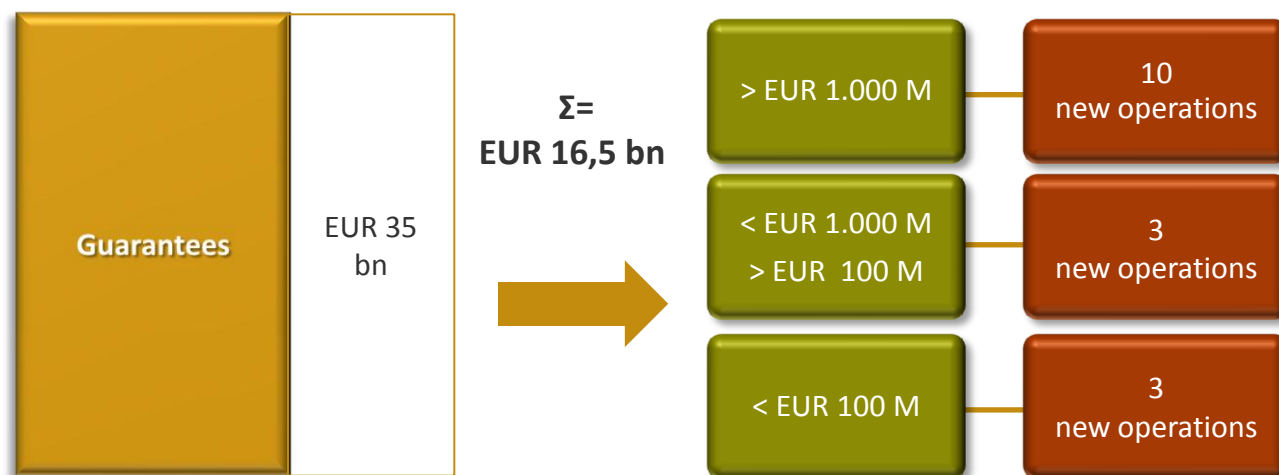 Guarantees
EUR 35
bn
Σ=
EUR 16,5 bn
> EUR 1.000 M
10
new operations
< EUR 1.000 M
> EUR  100 M
3
new operations
< EUR 100 M
3
new operations